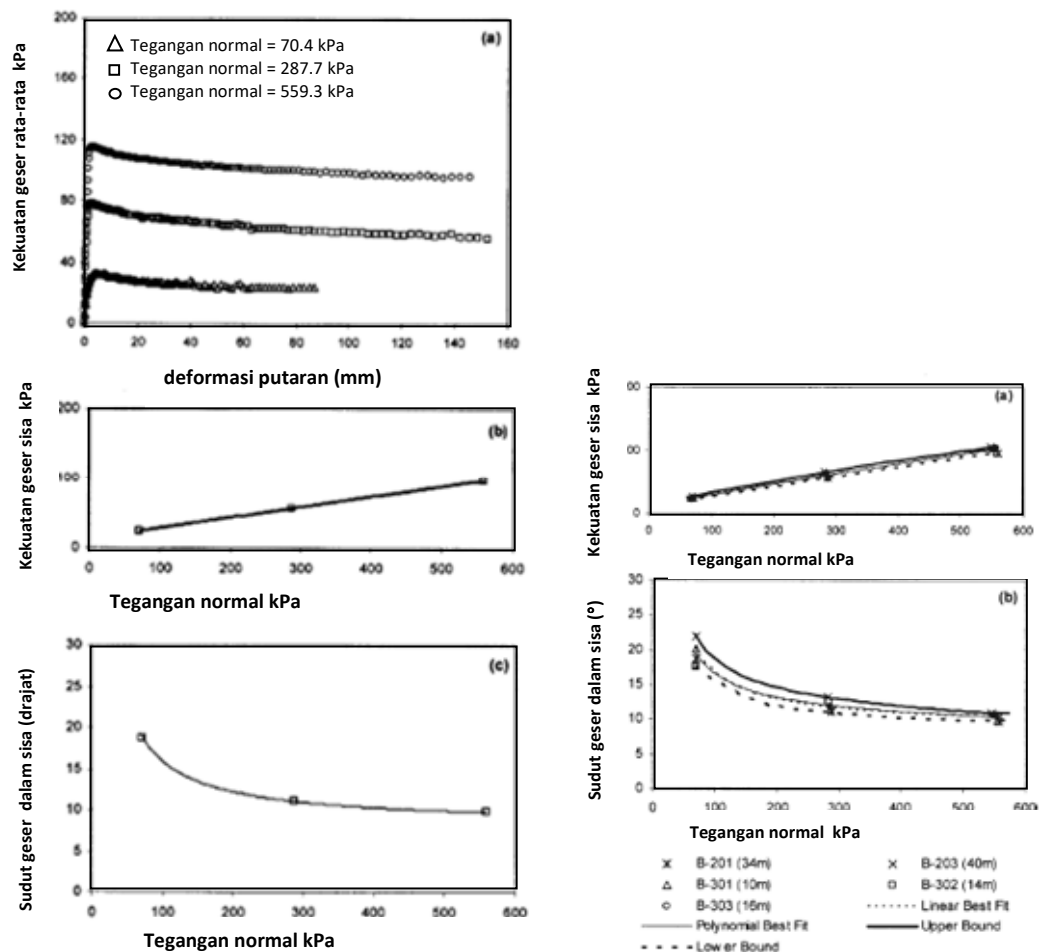 Kekuatan geser rata-rata kPa
200
160
120
80
40
0
(a)
Tegangan normal = 70.4 kPa
Tegangan normal = 287.7 kPa
Tegangan normal = 559.3 kPa
0 20 40 60 80 100 120 140 160
deformasi putaran (mm)
Kekuatan geser sisa kPa
200
100
0
(b)
0 100 200 300 400 500 600
Tegangan normal kPa
Sudut geser dalam sisa (drajat)
30
25
20
15
10
5
0
(c)
0 100 200 300 400 500 600
Tegangan normal kPa
Kekuatan geser sisa kPa
00
00
0
(a)
0 100 200 300 400 500 600
Tegangan normal kPa
Sudut geser dalam sisa (°)
30
25
20
15
10
5
0
(b)
0 100 200 300 400 500 600
Tegangan normal kPa
B-201 (34m) B-203 (40m)
B-301 (10m) B-302 (14m)
B-303 (16m) Linear Best Fit
Polynomial Best Fit Upper Bound
Lower Bound